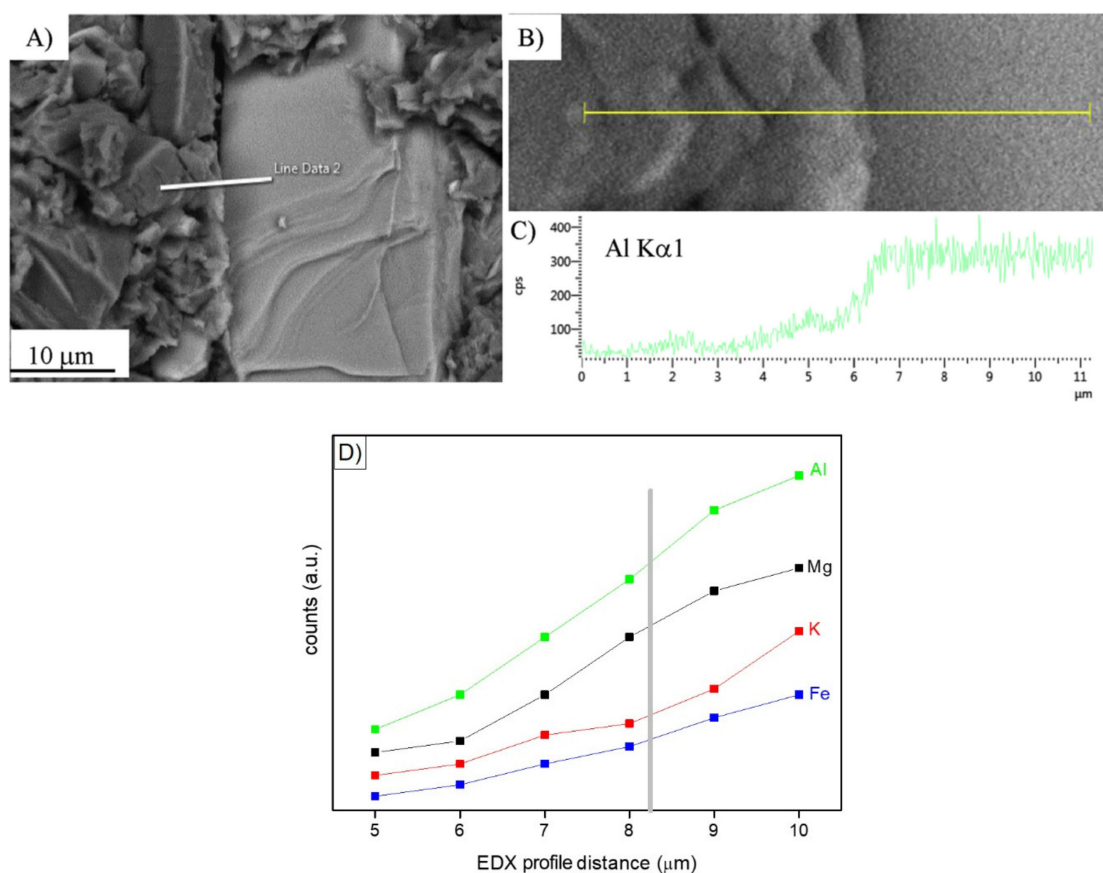 A)
Line Data 2
10 μm
B)
C)
Al Kα1
cps
400
300
200
100
0 1 2 3 4 5 6 7 8 9 10 11
μm
D)
Al
Mg
K
Fe
counts (a.u.)
5 6 7 8 9 10
EDX profile distance (μm)